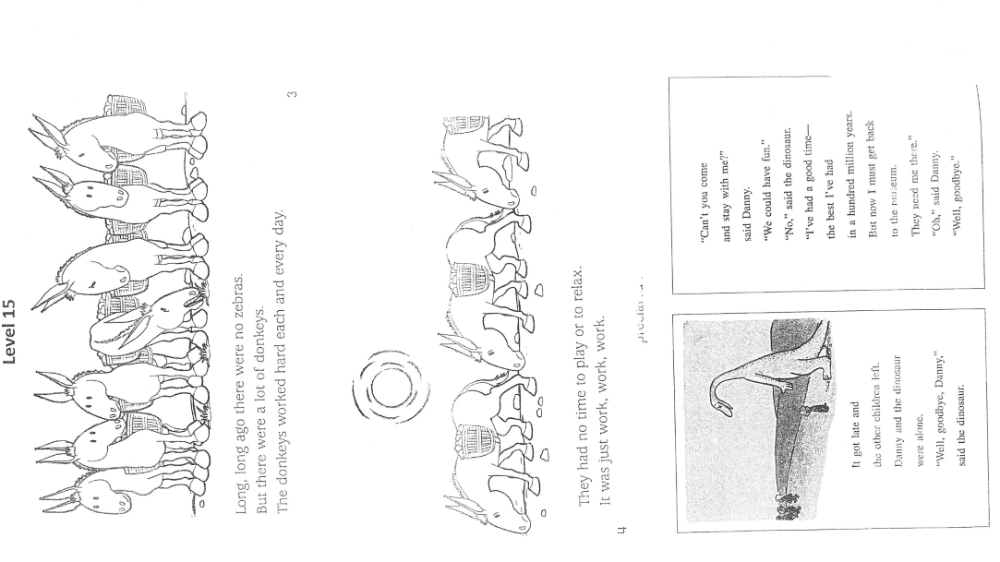 Level 15
Long, long ago there were no zebras.
But there were a lot of donkeys.
The donkeys worked hard each and every day.
3
They had no time to play or to relax.
It was just work, work, work.
4
It got late and
the other children left.
Danny and the dinosaur
were alone.
“Well, goodbye, Danny,”
said the dinosaur.
“Can't you come
and stay with me?”
said Danny.
“We could have fun.”
“No,” said the dinosaur.
“I've had a good time—
the best I've had
in a hundred million years.
But now I must get back
to the museum.
They need me there.”
“Oh,” said Danny.
“Well, goodbye.”